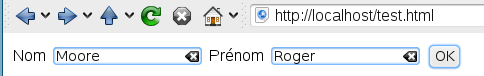 http://localhost/test.html
Nom Moore Prénom Roger OK